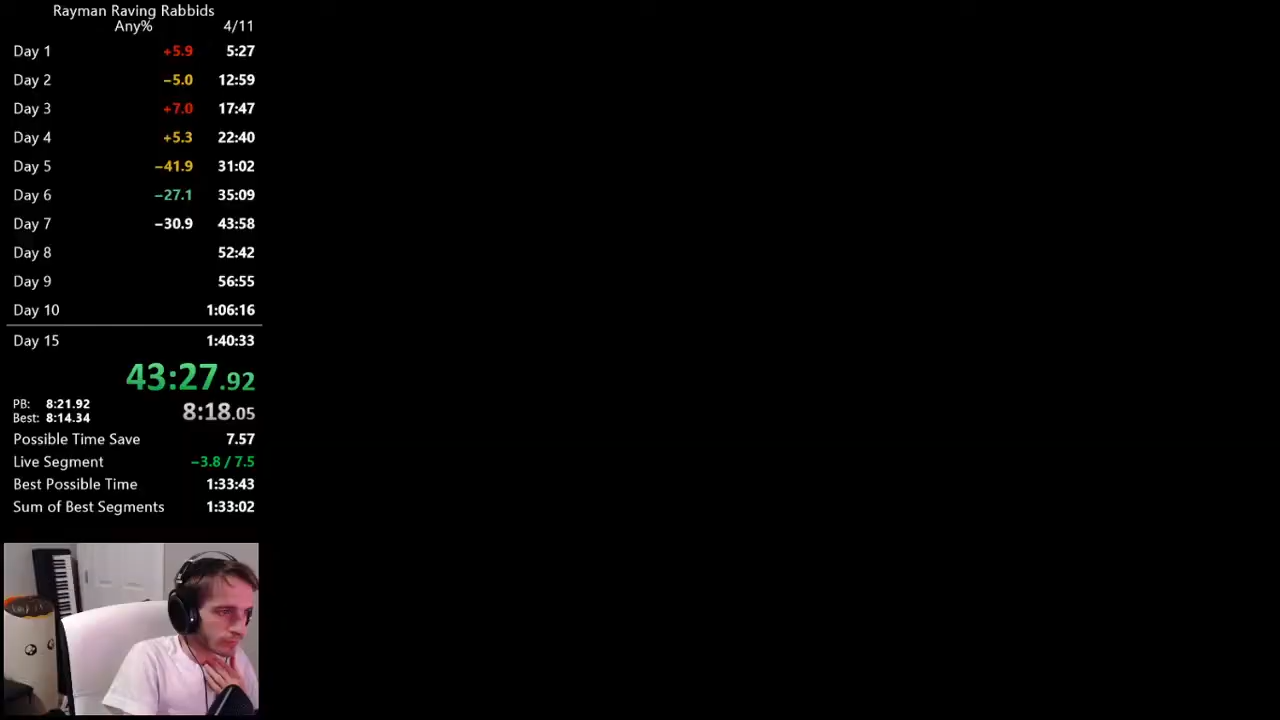 Rayman Raving Rabbids
Any% 4/11
Day 1 +5.9 5:27
Day 2 −5.0 12:59
Day 3 +7.0 17:47
Day 4 +5.3 22:40
Day 5 −41.9 31:02
Day 6 −27.1 35:09
Day 7 −30.9 43:58
Day 8 52:42
Day 9 56:55
Day 10 1:06:16
Day 15 1:40:33
43:27.92
PB: 8:21.92
Best: 8:14.34
8:18.05
Possible Time Save 7.57
Live Segment −3.8 / 7.5
Best Possible Time 1:33:43
Sum of Best Segments 1:33:02